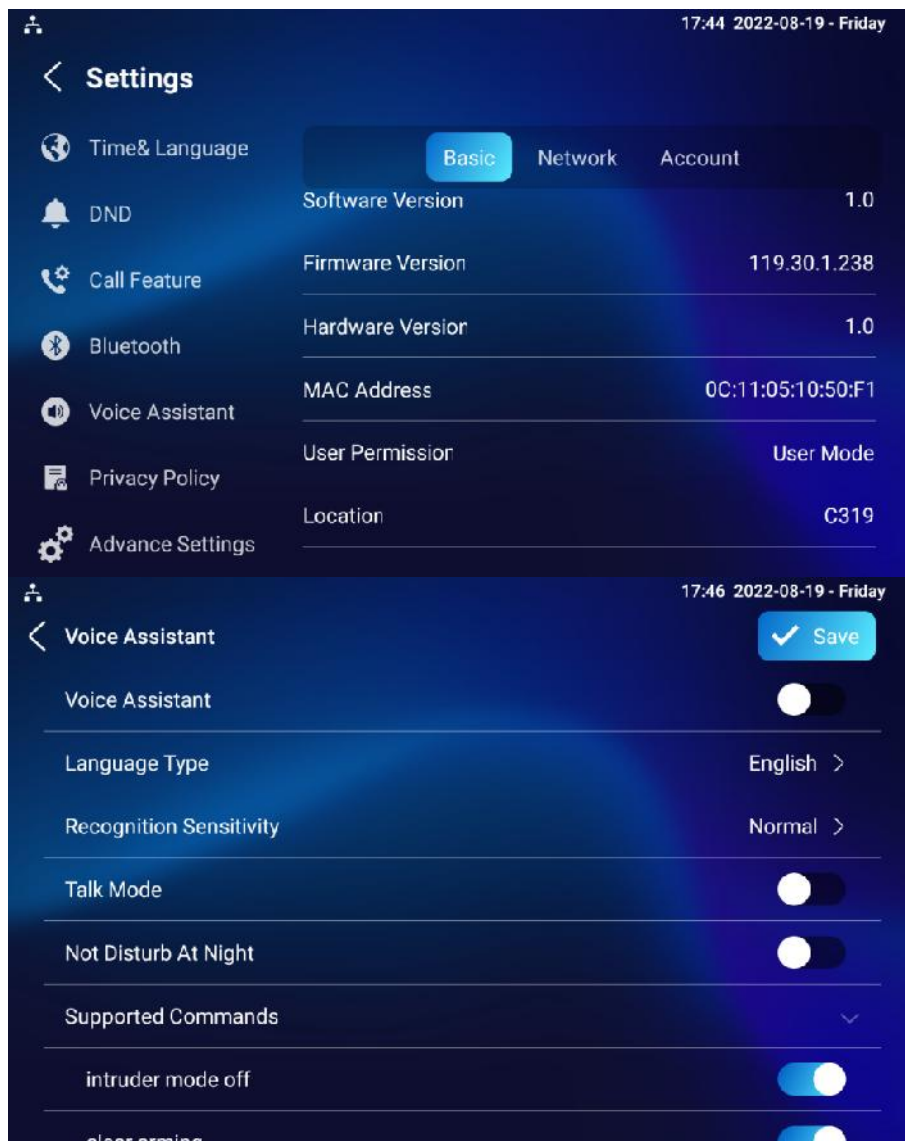 17:44 2022-08-19 - Friday
Settings
Time& Language
Basic Network Account
Software Version 1.0
DND
Firmware Version 119.30.1.238
Call Feature
Hardware Version 1.0
Bluetooth
MAC Address 0C:11:05:10:50:F1
Voice Assistant
User Permission User Mode
Privacy Policy
Location C319
Advance Settings
17:46 2022-08-19 - Friday
Voice Assistant Save
Voice Assistant
Language Type English
Recognition Sensitivity Normal
Talk Mode
Not Disturb At Night
Supported Commands
intruder mode off